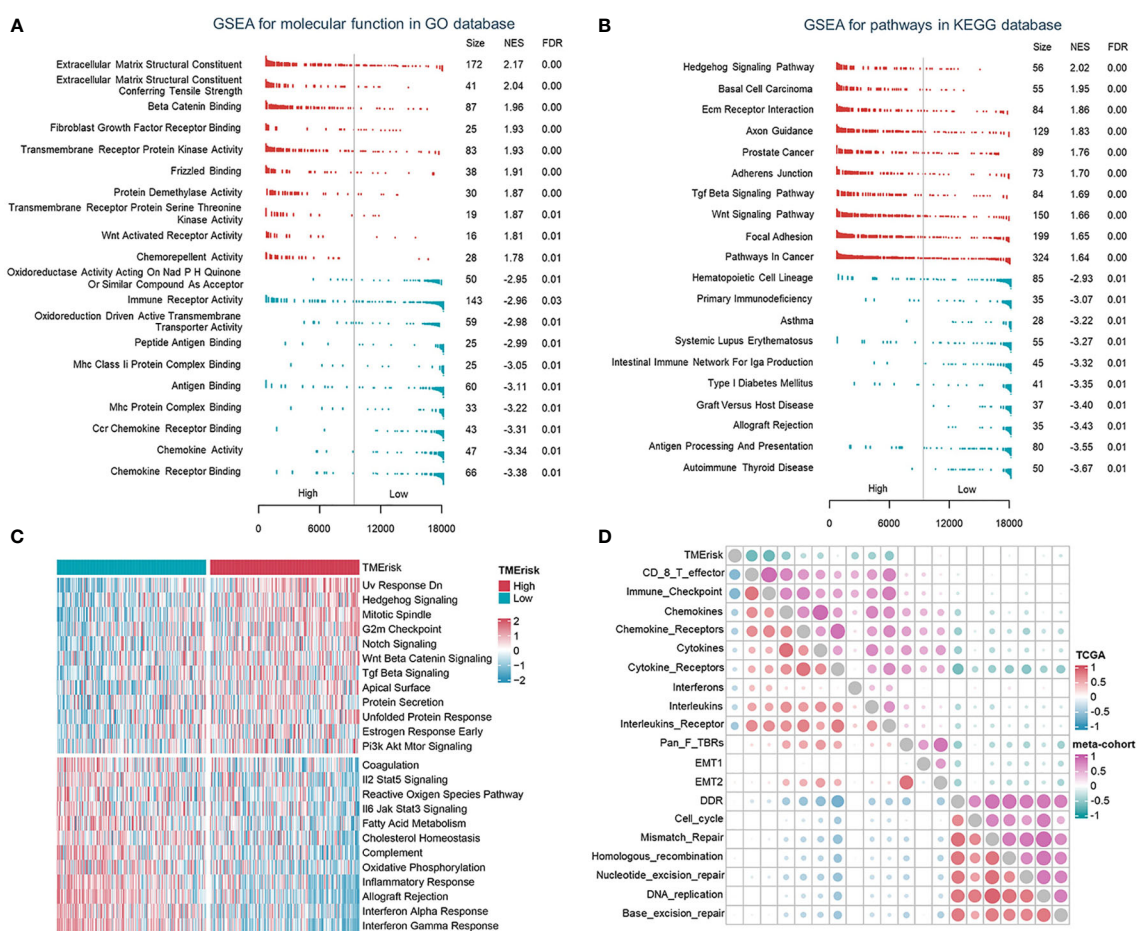 A
GSEA for molecular function in GO database
Size NES FDR
Extracellular Matrix Structural Constituent 172 2.17 0.00
Extracellular Matrix Structural Constituent
Conferring Tensile Strength 41 2.04 0.00
Beta Catenin Binding 87 1.96 0.00
Fibroblast Growth Factor Receptor Binding 25 1.93 0.00
Transmembrane Receptor Protein Kinase Activity 83 1.93 0.00
Frizzled Binding 38 1.91 0.00
Protein Demethylase Activity 30 1.87 0.00
Transmembrane Receptor Protein Serine Threonine
Kinase Activity 19 1.87 0.01
Wnt Activated Receptor Activity 16 1.81 0.01
Chemorepellent Activity 28 1.78 0.01
Oxidoreductase Activity Acting On Nad P H Quinone
Or Similar Compound As Acceptor 50 -2.95 0.01
Immune Receptor Activity 143 -2.96 0.03
Oxidoreduction Driven Active Transmembrane
Transporter Activity 59 -2.98 0.01
Peptide Antigen Binding 25 -2.99 0.01
Mhc Class Ii Protein Complex Binding 25 -3.05 0.01
Antigen Binding 60 -3.11 0.01
Mhc Protein Complex Binding 33 -3.22 0.01
Ccr Chemokine Receptor Binding 43 -3.31 0.01
Chemokine Activity 47 -3.34 0.01
Chemokine Receptor Binding 66 -3.38 0.01
High Low
0 6000 12000 18000
B
GSEA for pathways in KEGG database
Size NES FDR
Hedgehog Signaling Pathway 56 2.02 0.00
Basal Cell Carcinoma 55 1.95 0.00
Ecm Receptor Interaction 84 1.86 0.00
Axon Guidance 129 1.83 0.00
Prostate Cancer 89 1.76 0.00
Adherens Junction 73 1.70 0.00
Tgf Beta Signaling Pathway 84 1.69 0.00
Wnt Signaling Pathway 150 1.66 0.00
Focal Adhesion 199 1.65 0.00
Pathways In Cancer 324 1.64 0.00
Hematopoietic Cell Lineage 85 -2.93 0.01
Primary Immunodeficiency 35 -3.07 0.01
Asthma 28 -3.22 0.01
Systemic Lupus Erythematosus 55 -3.27 0.01
Intestinal Immune Network For Iga Production 45 -3.32 0.01
Type I Diabetes Mellitus 41 -3.35 0.01
Graft Versus Host Disease 37 -3.40 0.01
Allograft Rejection 35 -3.43 0.01
Antigen Processing And Presentation 80 -3.55 0.01
Autoimmune Thyroid Disease 50 -3.67 0.01
High Low
0 6000 12000 18000
C
TMErisk
Uv Response Dn
Hedgehog Signaling
Mitotic Spindle
G2m Checkpoint
Notch Signaling
Wnt Beta Catenin Signaling
Tgf Beta Signaling
Apical Surface
Protein Secretion
Unfolded Protein Response
Estrogen Response Early
Pi3k Akt Mtor Signaling
Coagulation
Il2 Stat5 Signaling
Reactive Oxigen Species Pathway
Il6 Jak Stat3 Signaling
Fatty Acid Metabolism
Cholesterol Homeostasis
Complement
Oxidative Phosphorylation
Inflammatory Response
Allograft Rejection
Interferon Alpha Response
Interferon Gamma Response
TMErisk
High
Low
2
1
0
-1
-2
D
TMErisk
CD_8_T_effector
Immune_Checkpoint
Chemokines
Chemokine_Receptors
Cytokines
Cytokine_Receptors
Interferons
Interleukins
Interleukins_Receptor
Pan_F_TBRs
EMT1
EMT2
DDR
Cell_cycle
Mismatch_Repair
Homologous_recombination
Nucleotide_excision_repair
DNA_replication
Base_excision_repair
TCGA
1
0.5
0
-0.5
-1
meta-cohort
1
0.5
0
-0.5
-1